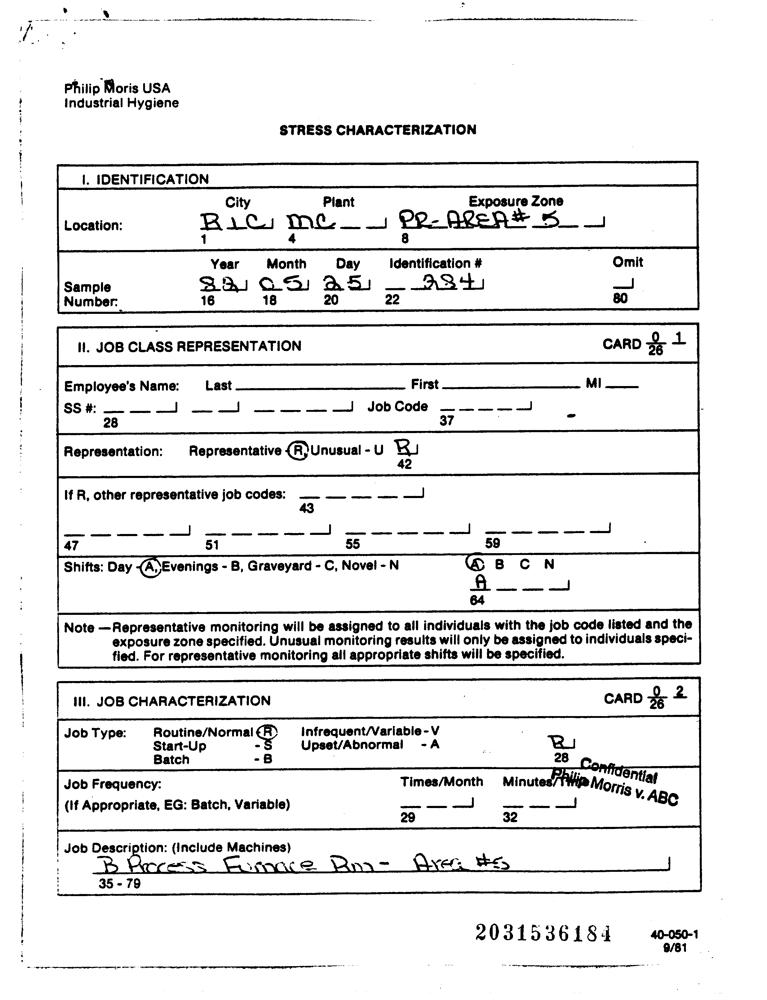 Philip Moris USA
Industrial Hygiene
STRESS CHARACTERIZATION
I. IDENTIFICATION
City Plant Exposure Zone
Location: RIC MC PR-AREA# 5
1 4 8
Year Month Day Identification # Omit
Sample Number: 05 25
16 18 20 22 80
II. JOB CLASS REPRESENTATION CARD 0 1
26
Employee's Name: Last First MI
SS #: Job Code
28 37
Representation: Representative - R, Unusual - U R
42
If R, other representative job codes:
43
47 51 55 59
Shifts: Day - A, Evenings - B, Graveyard - C, Novel - N A B C N
A
64
Note — Representative monitoring will be assigned to all individuals with the job code listed and the
exposure zone specified. Unusual monitoring results will only be assigned to individuals speci-
fied. For representative monitoring all appropriate shifts will be specified.
III. JOB CHARACTERIZATION CARD 0 2
26
Job Type: Routine/Normal R Infrequent/Variable - V
Start-Up - S Upset/Abnormal - A R
Batch - B 28
Confidential
Philip Morris v. ABC
Job Frequency: Times/Month Minutes/
(If Appropriate, EG: Batch, Variable)
29 32
Job Description: (Include Machines)
B Process Furnace Rm - Area #5
35 - 79
2031536184
40-050-1
9/81